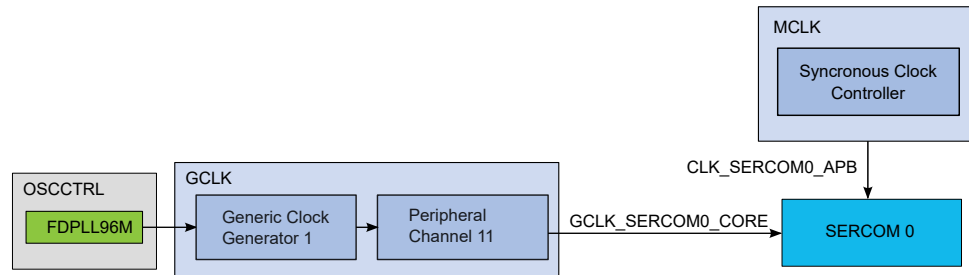 MCLK
Syncronous Clock
Controller
CLK_SERCOM0_APB
OSCCTRL
FDPLL96M
GCLK
Generic Clock
Generator 1
Peripheral
Channel 11
GCLK_SERCOM0_CORE
SERCOM 0